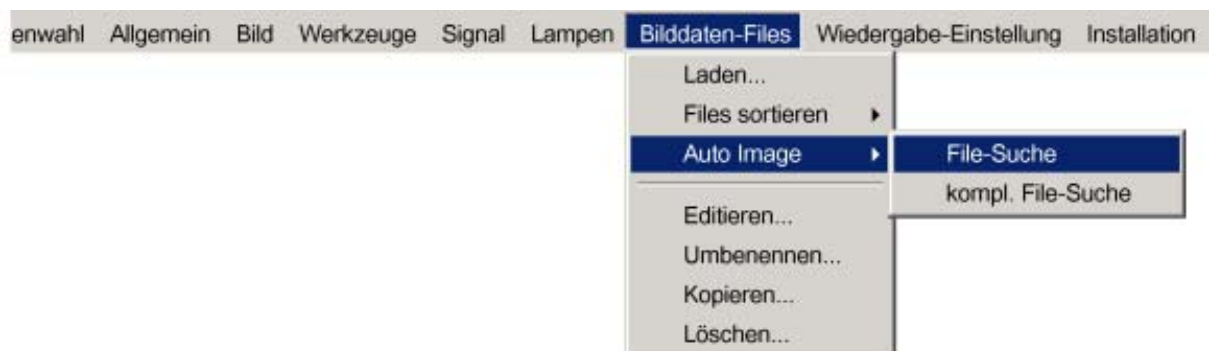 enwahl Allgemein Bild Werkzeuge Signal Lampen Bilddaten-Files Wiedergabe-Einstellung Installation
Laden...
Files sortieren
Auto Image File-Suche
kompl. File-Suche
Editieren...
Umbenennen...
Kopieren...
Löschen...